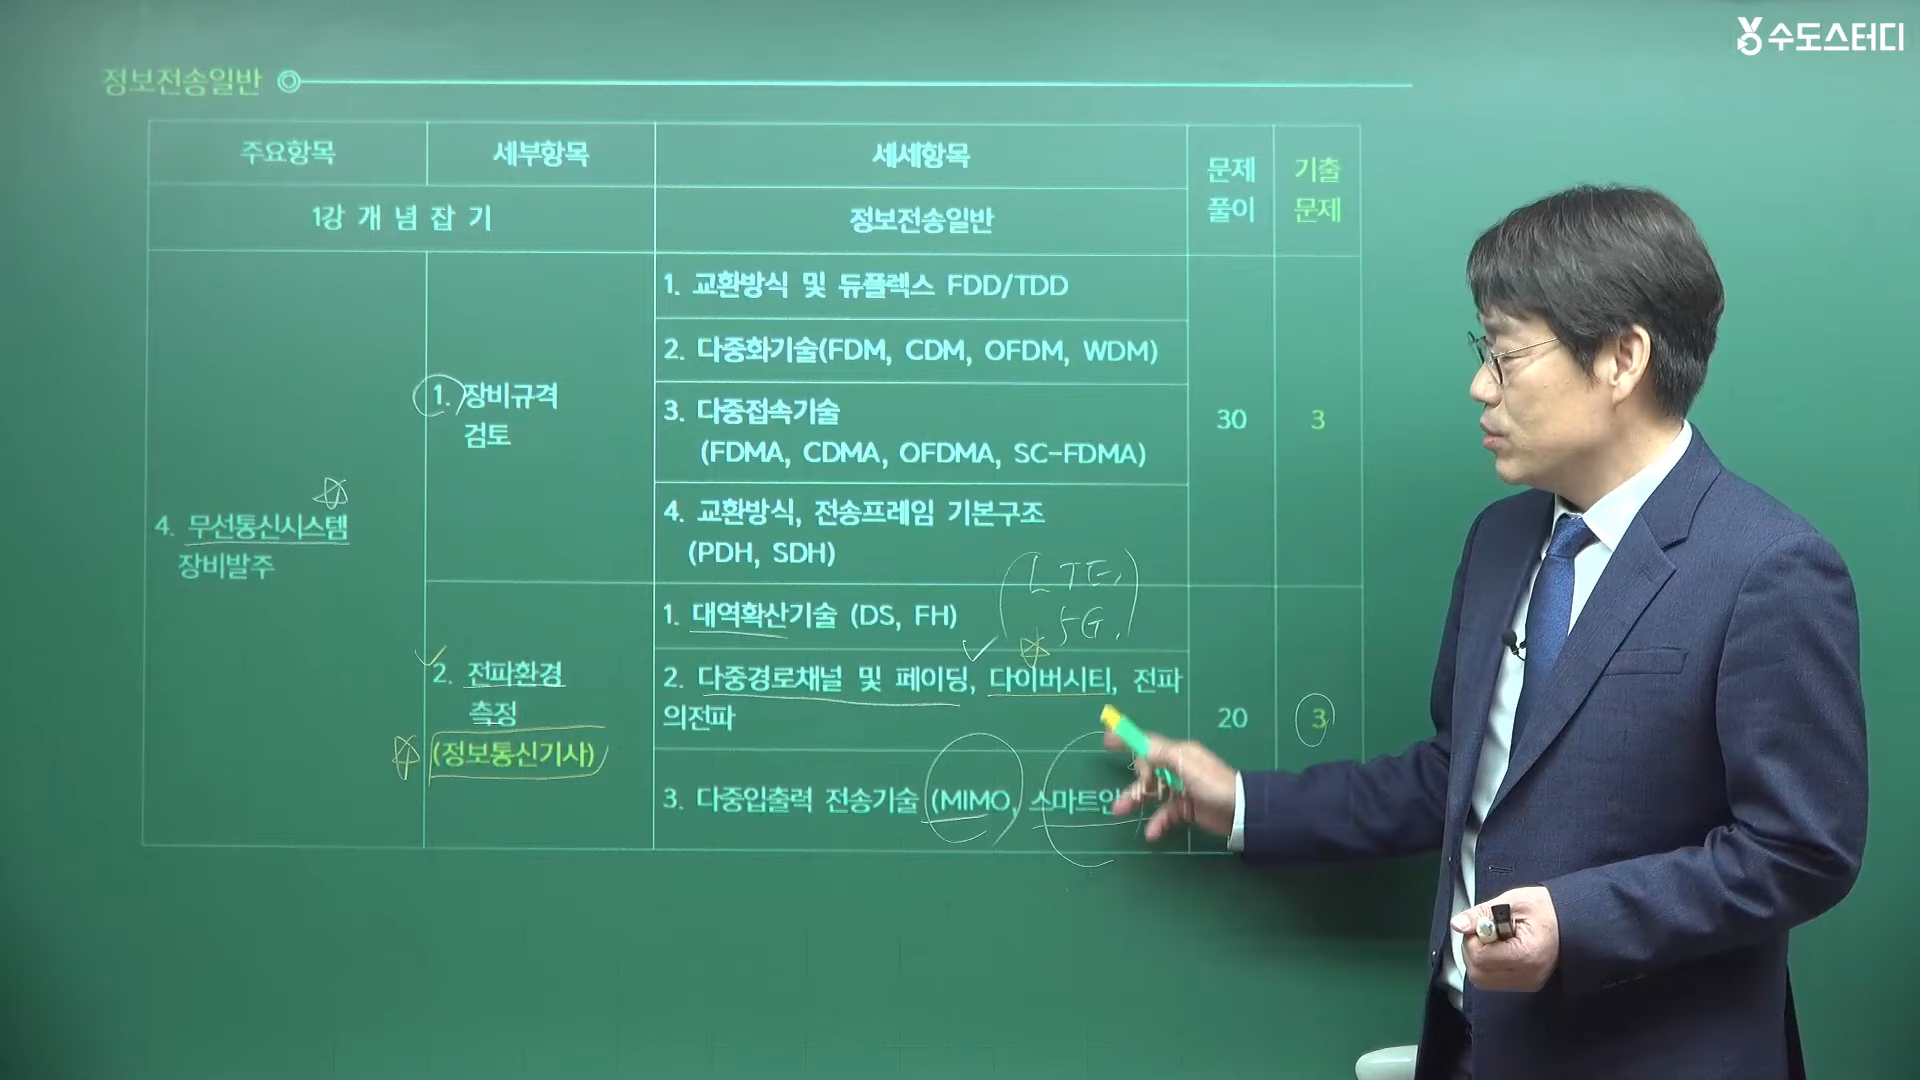 수도스터디
정보전송일반
주요항목
세부항목
세세항목
문제
풀이
기출
문제
1강 개 념 잡 기
정보전송일반
4. 무선통신시스템
장비발주
1. 장비규격
검토
1. 교환방식 및 듀플렉스 FDD/TDD
2. 다중화기술(FDM, CDM, OFDM, WDM)
3. 다중접속기술
(FDMA, CDMA, OFDMA, SC-FDMA)
4. 교환방식, 전송프레임 기본구조
(PDH, SDH)
30
3
2. 전파환경
측정
(정보통신기사)
1. 대역확산기술 (DS, FH)
(LTE,
5G.)
2. 다중경로채널 및 페이딩, 다이버시티, 전파
의전파
3. 다중입출력 전송기술 (MIMO, 스마트안
20
3